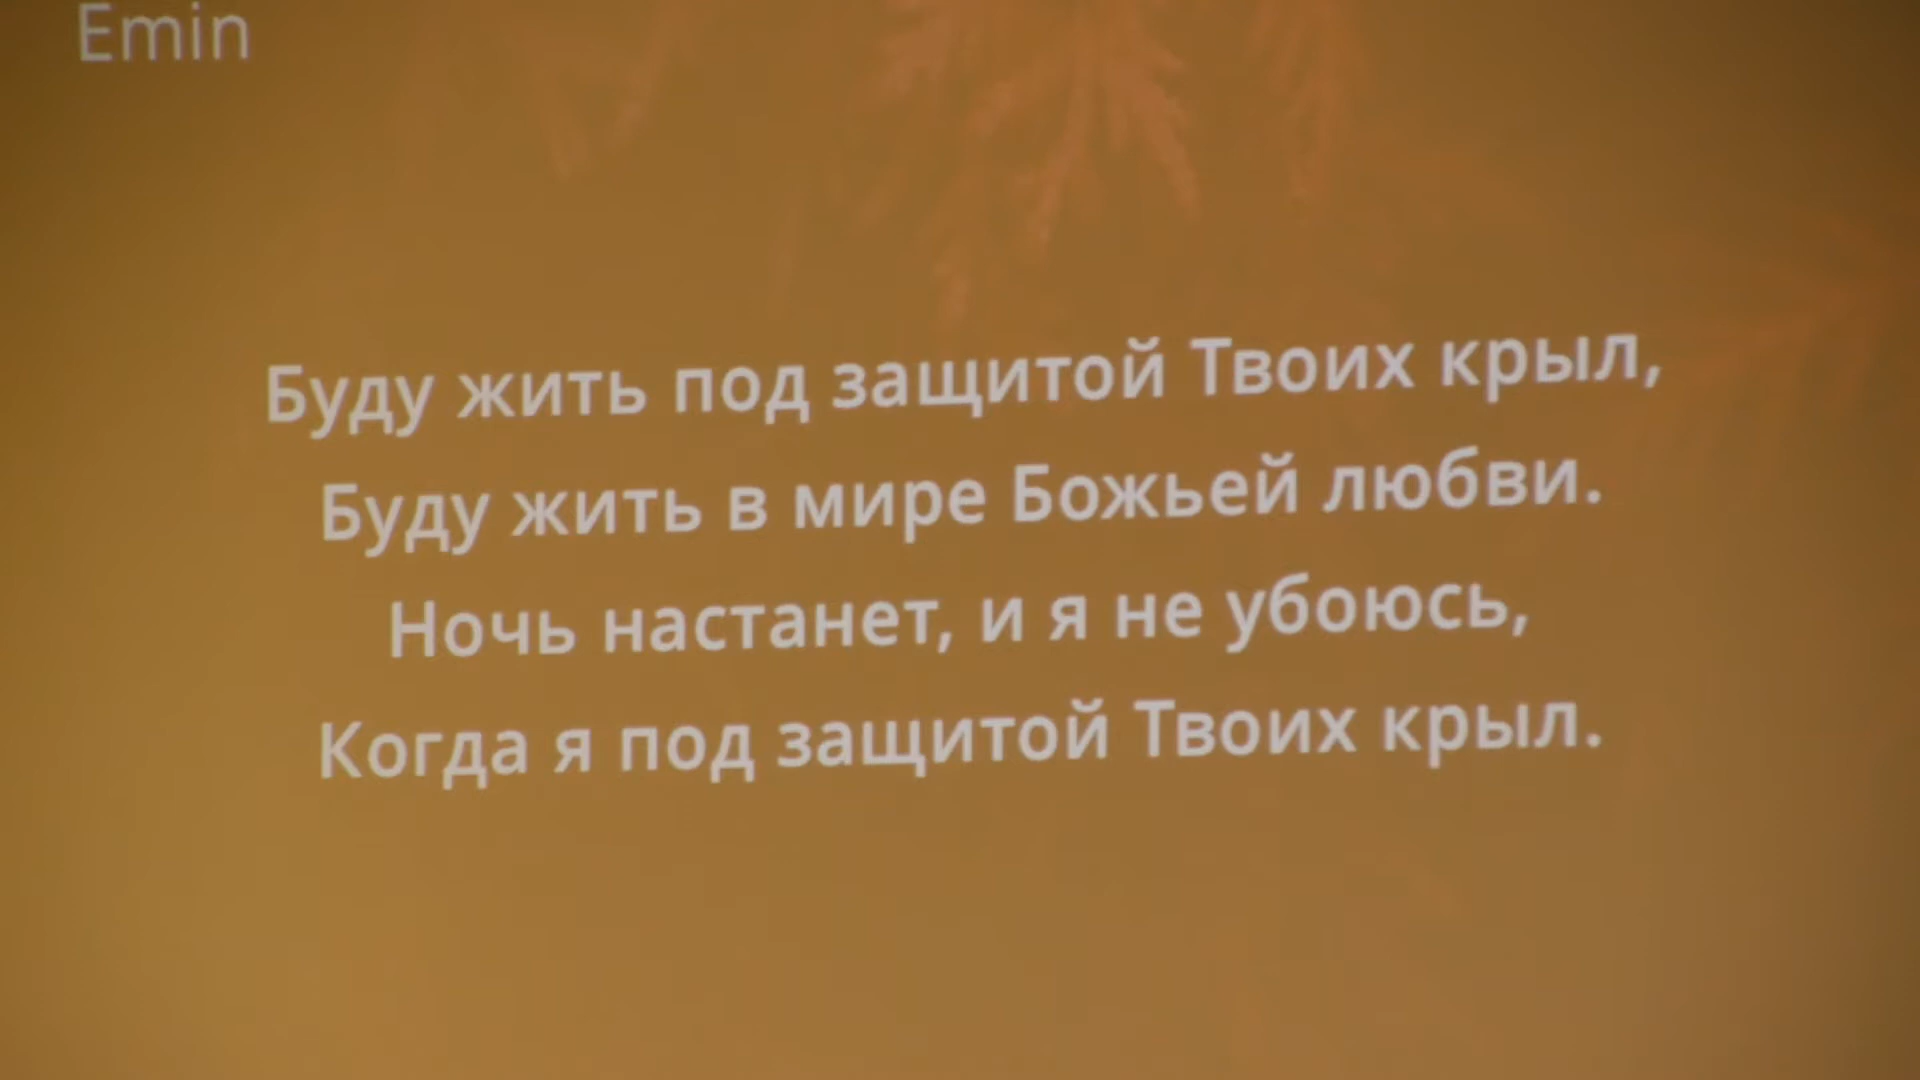 Emin
Буду жить под защитой Твоих крыл,
Буду жить в мире Божьей любви.
Ночь настанет, и я не убоюсь,
Когда я под защитой Твоих крыл.